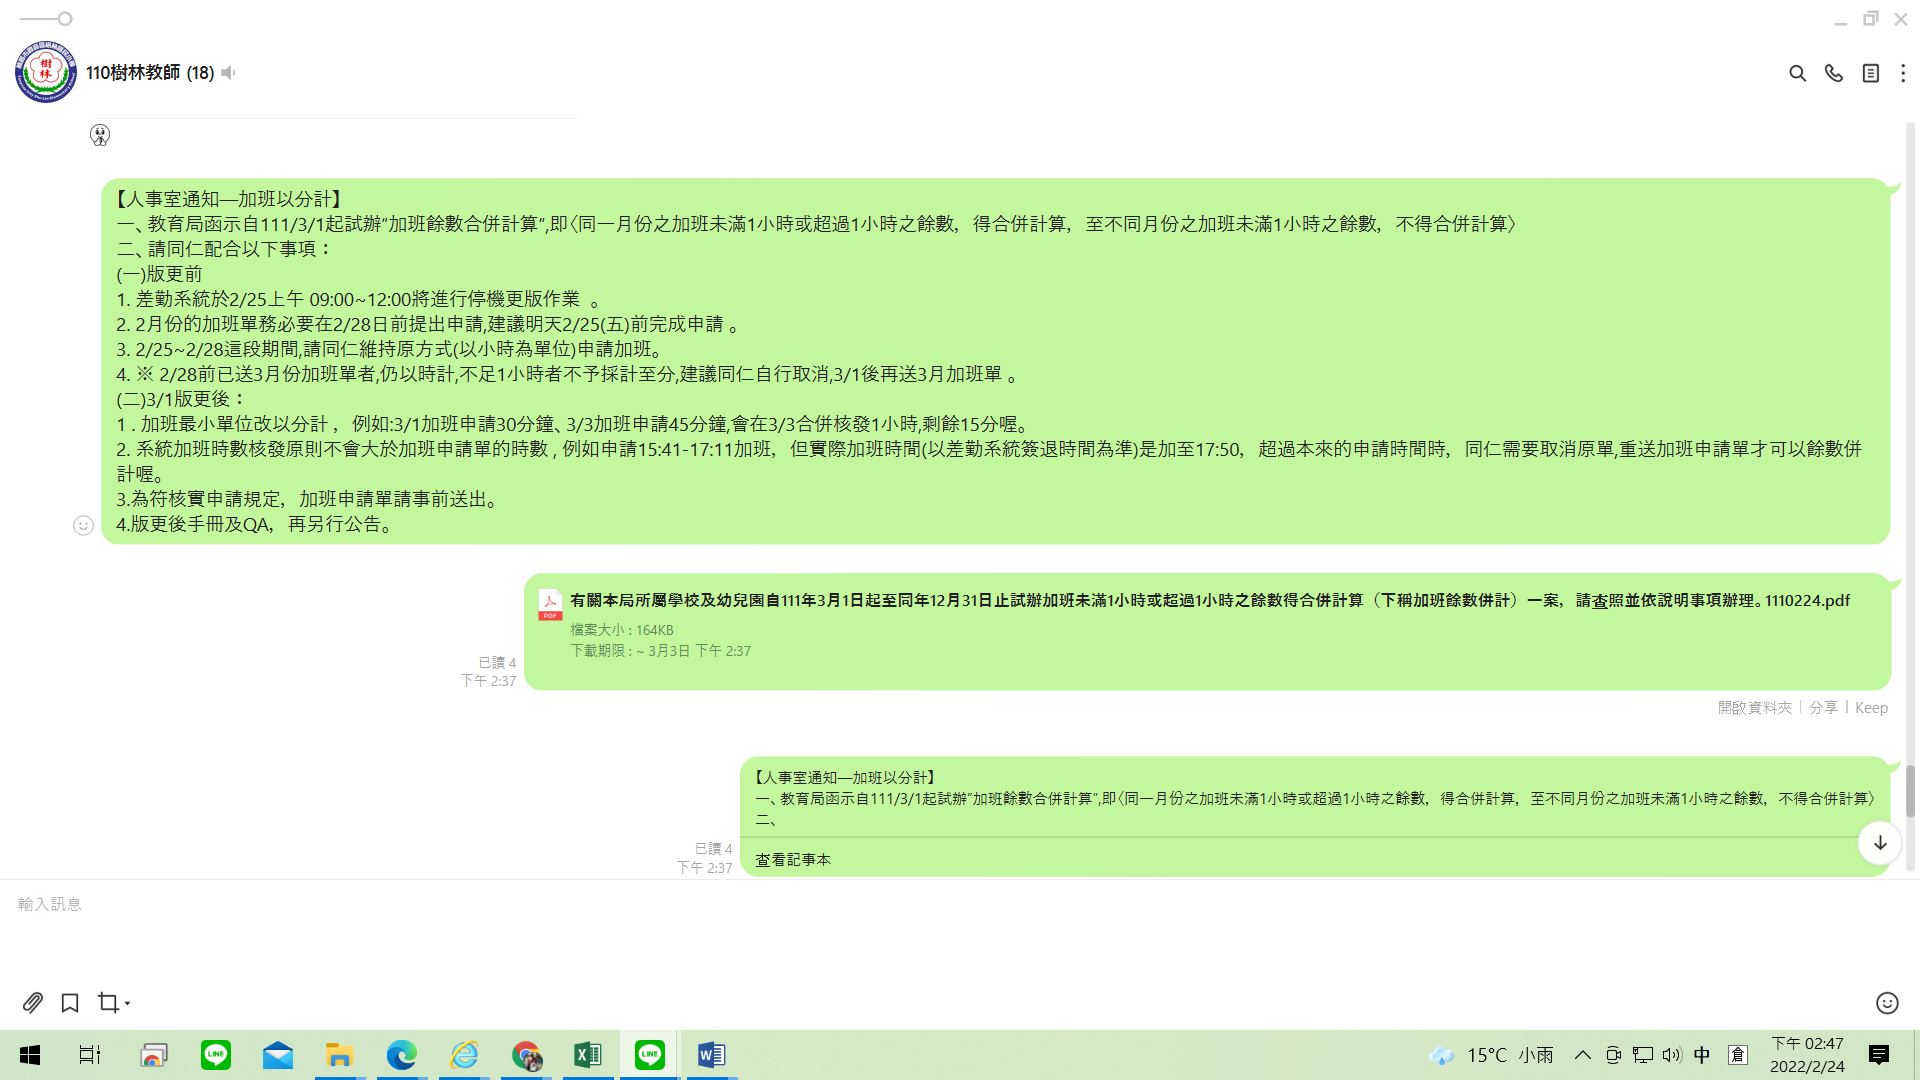 110樹林教師 (18)
【人事室通知—加班以分計】
一、教育局函示自111/3/1起試辦"加班餘數合併計算",即〈同一月份之加班未滿1小時或超過1小時之餘數，得合併計算，至不同月份之加班未滿1小時之餘數，不得合併計算〉
二、請同仁配合以下事項：
(一)版更前
1. 差勤系統於2/25上午 09:00~12:00將進行停機更版作業 。
2. 2月份的加班單務必要在2/28日前提出申請,建議明天2/25(五)前完成申請 。
3. 2/25~2/28這段期間,請同仁維持原方式(以小時為單位)申請加班。
4. ※ 2/28前已送3月份加班單者,仍以時計,不足1小時者不予採計至分,建議同仁自行取消,3/1後再送3月加班單 。
(二)3/1版更後：
1 . 加班最小單位改以分計 ，例如:3/1加班申請30分鐘、3/3加班申請45分鐘,會在3/3合併核發1小時,剩餘15分喔。
2. 系統加班時數核發原則不會大於加班申請單的時數 , 例如申請15:41-17:11加班，但實際加班時間(以差勤系統簽退時間為準)是加至17:50，超過本來的申請時間時，同仁需要取消原單,重送加班申請單才可以餘數併
計喔。
3.為符核實申請規定，加班申請單請事前送出。
4.版更後手冊及QA，再另行公告。
有關本局所屬學校及幼兒園自111年3月1日起至同年12月31日止試辦加班未滿1小時或超過1小時之餘數得合併計算（下稱加班餘數併計）一案，請查照並依說明事項辦理。1110224.pdf
PDF
檔案大小 : 164KB
下載期限 : ~ 3月3日 下午 2:37
已讀 4
下午 2:37
開啟資料夾 | 分享 | Keep
【人事室通知—加班以分計】
一、教育局函示自111/3/1起試辦"加班餘數合併計算",即〈同一月份之加班未滿1小時或超過1小時之餘數，得合併計算，至不同月份之加班未滿1小時之餘數，不得合併計算〉
二、
查看記事本
已讀 4
下午 2:37
輸入訊息
15°C 小雨
中
倉
下午 02:47
2022/2/24